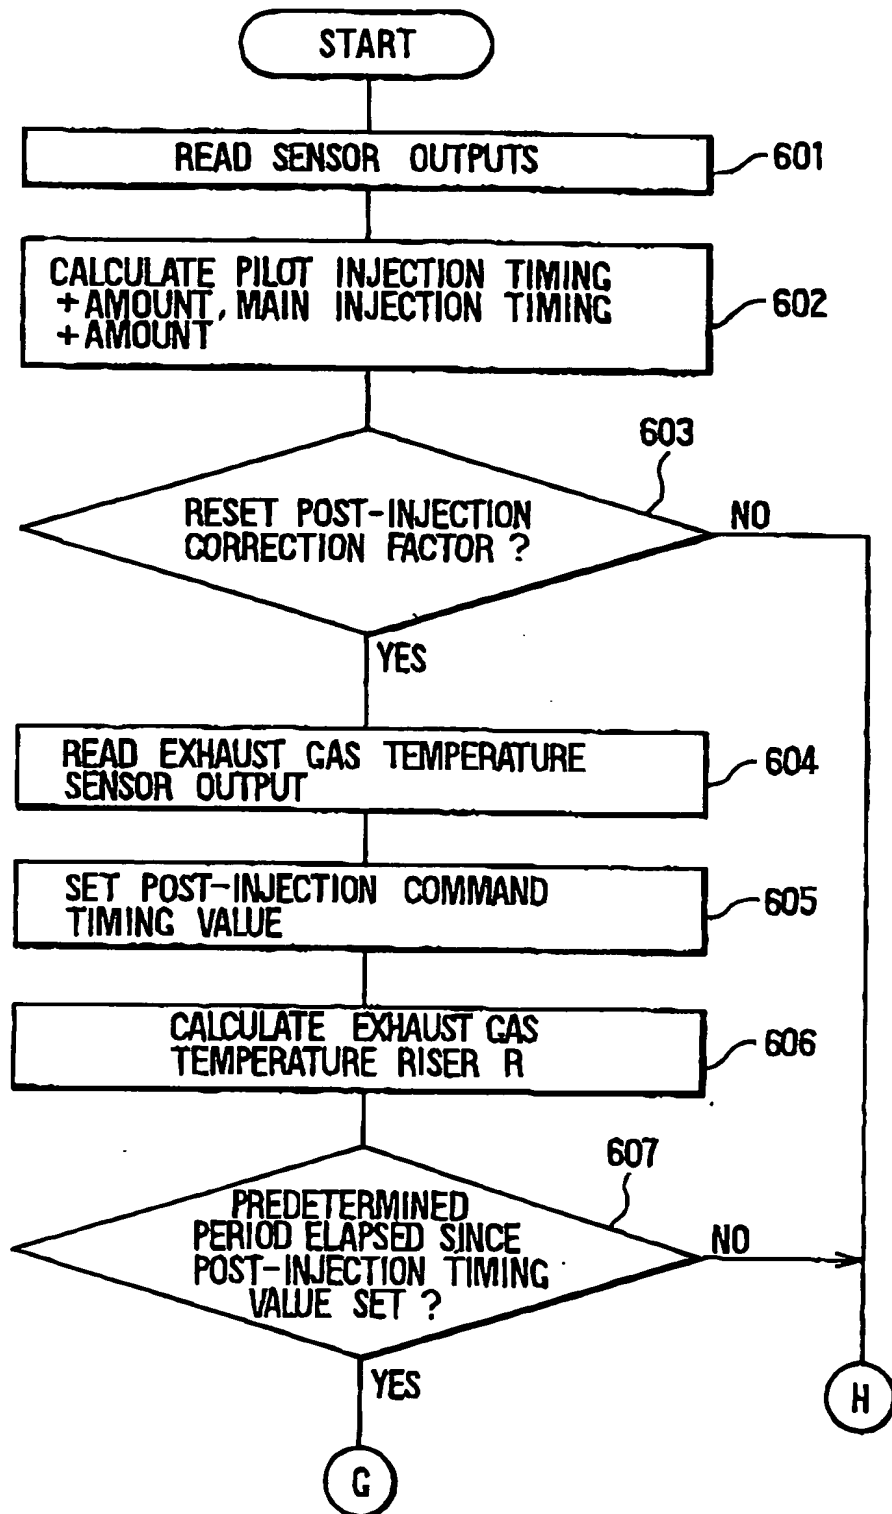 START
READ SENSOR OUTPUTS
601
CALCULATE PILOT INJECTION TIMING
+AMOUNT, MAIN INJECTION TIMING
+AMOUNT
602
603
RESET POST-INJECTION
CORRECTION FACTOR ?
NO
YES
READ EXHAUST GAS TEMPERATURE
SENSOR OUTPUT
604
SET POST-INJECTION COMMAND
TIMING VALUE
605
CALCULATE EXHAUST GAS
TEMPERATURE RISER R
606
607
PREDETERMINED
PERIOD ELAPSED SINCE
POST-INJECTION TIMING
VALUE SET ?
NO
YES
H
G